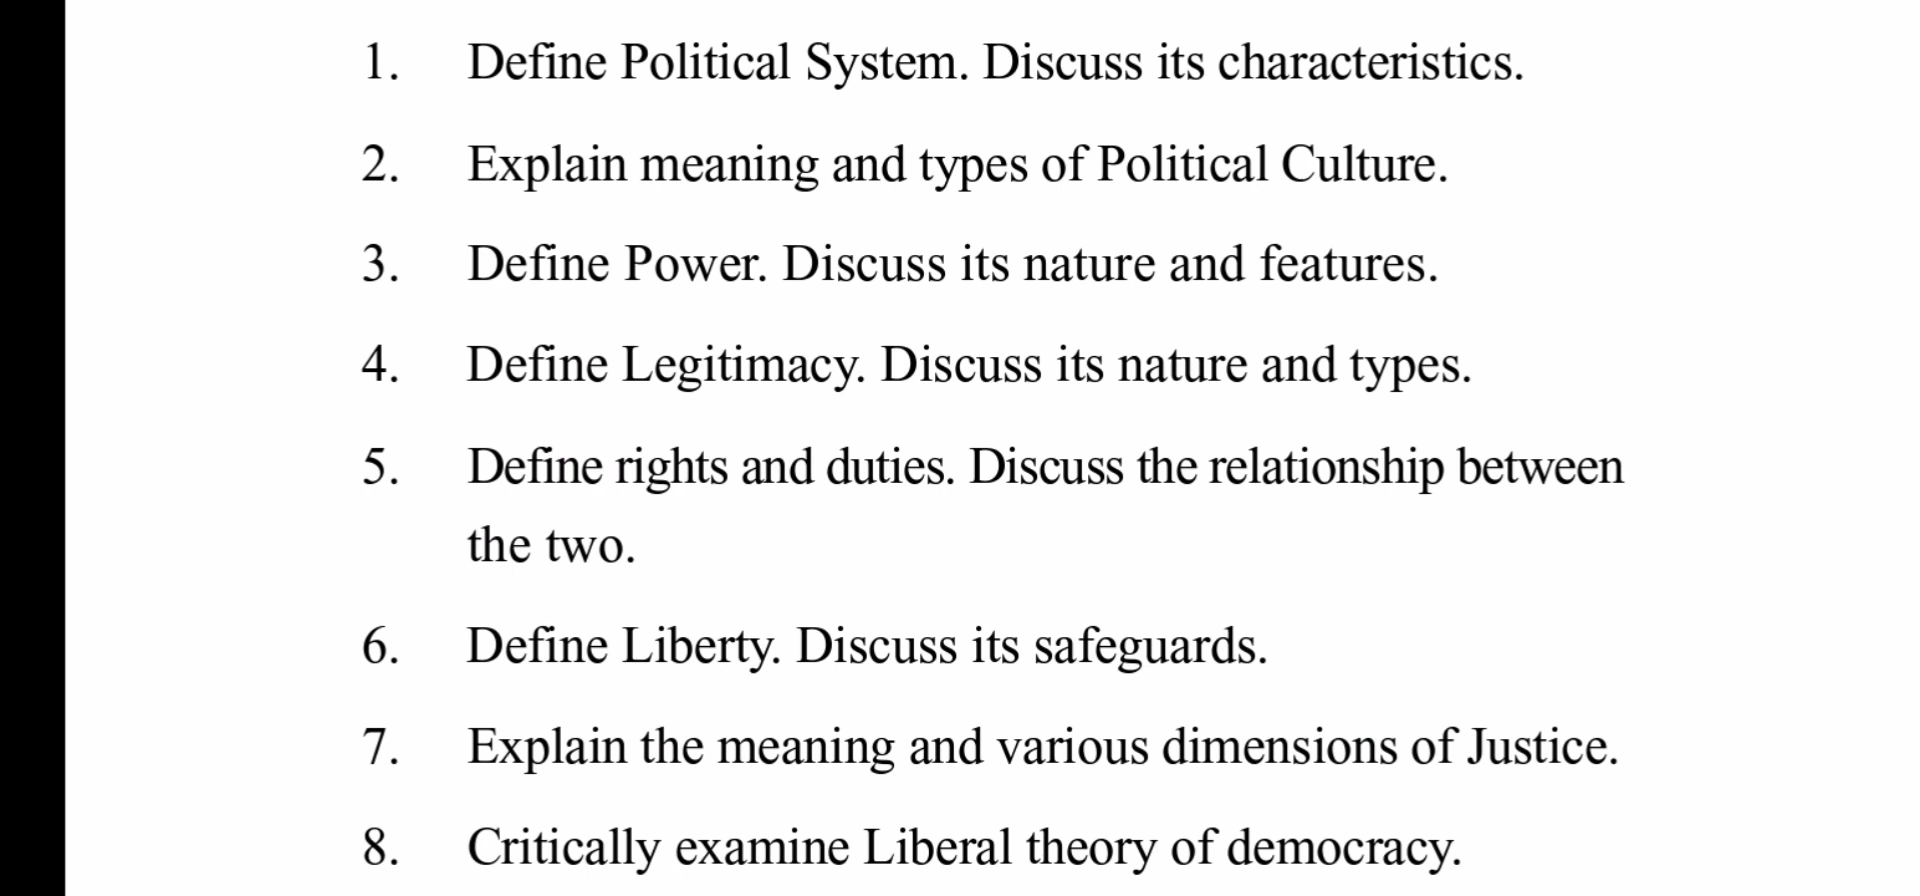 1. Define Political System. Discuss its characteristics.
2. Explain meaning and types of Political Culture.
3. Define Power. Discuss its nature and features.
4. Define Legitimacy. Discuss its nature and types.
5. Define rights and duties. Discuss the relationship between
the two.
6. Define Liberty. Discuss its safeguards.
7. Explain the meaning and various dimensions of Justice.
8. Critically examine Liberal theory of democracy.